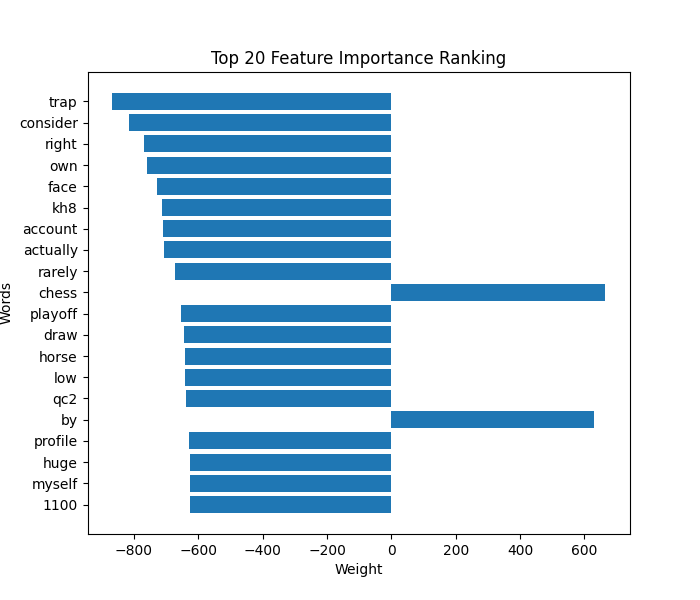 Top 20 Feature Importance Ranking
trap
consider
right
own
face
kh8
account
actually
rarely
chess
playoff
draw
horse
low
qc2
by
profile
huge
myself
1100
Words
−800 −600 −400 −200 0 200 400 600
Weight